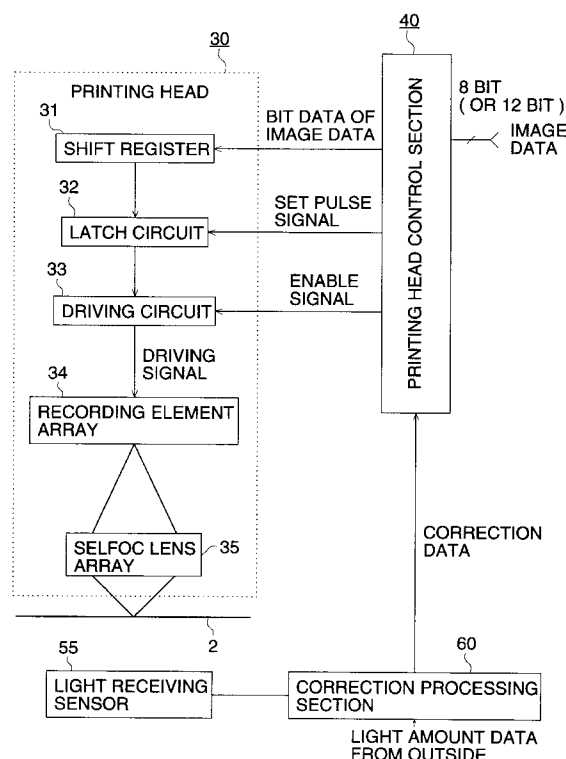 30
40
PRINTING HEAD
31
SHIFT REGISTER
BIT DATA OF
IMAGE DATA
8 BIT
( OR 12 BIT )
IMAGE
DATA
PRINTING HEAD CONTROL SECTION
32
LATCH CIRCUIT
SET PULSE
SIGNAL
33
DRIVING CIRCUIT
ENABLE
SIGNAL
DRIVING
SIGNAL
34
RECORDING ELEMENT
ARRAY
SELFOC LENS
ARRAY
35
CORRECTION
DATA
2
55
LIGHT RECEIVING
SENSOR
60
CORRECTION PROCESSING
SECTION
LIGHT AMOUNT DATA
FROM OUTSIDE